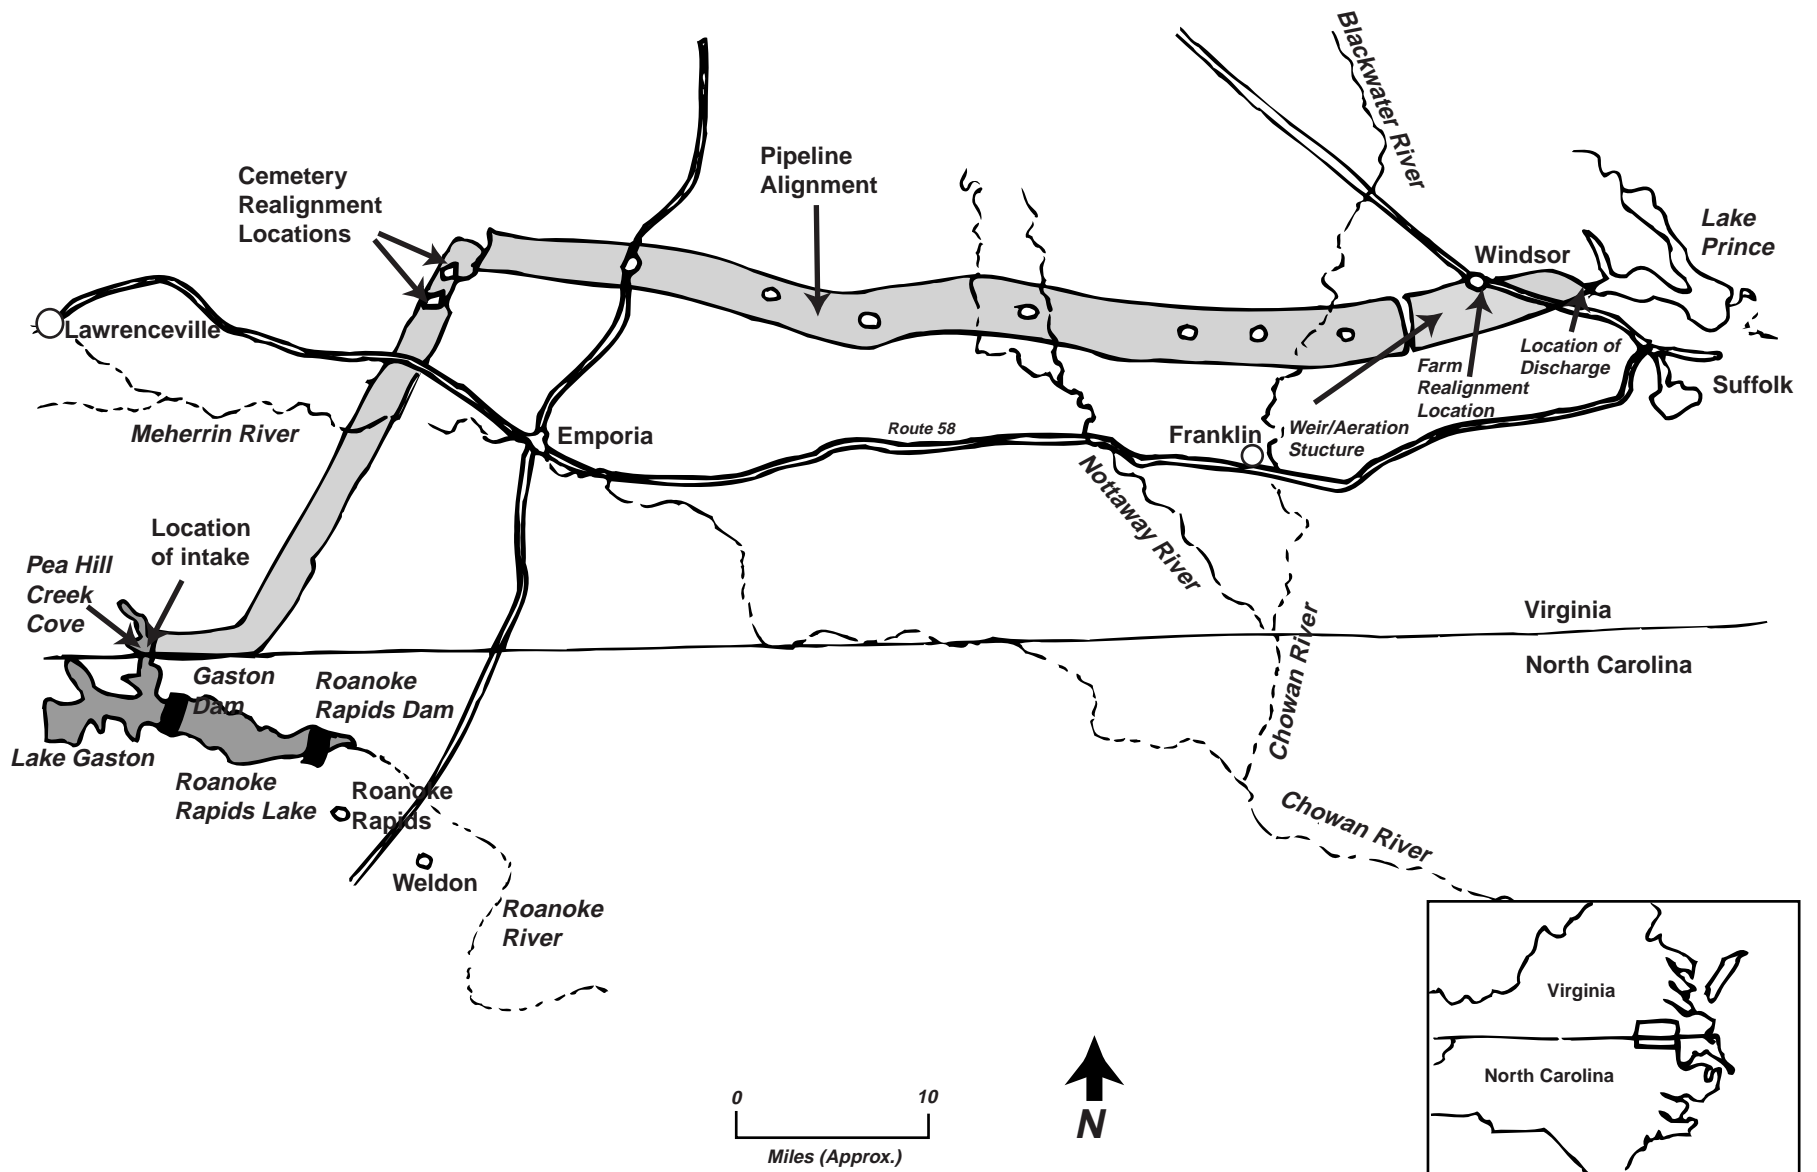 Blackwater River
Pipeline
Alignment
Cemetery
Realignment
Locations
Lake
Prince
Windsor
Lawrenceville
Location of
Discharge
Farm
Realignment
Location
Suffolk
Meherrin River
Emporia
Route 58
Franklin
Weir/Aeration
Stucture
Nottaway River
Location
of intake
Pea Hill
Creek
Cove
Virginia
North Carolina
Chowan River
Gaston
Dam
Roanoke
Rapids Dam
Lake Gaston
Roanoke
Rapids Lake
Roanoke
Rapids
Chowan River
Weldon
Roanoke
River
Virginia
North Carolina
0 10
Miles (Approx.)
N